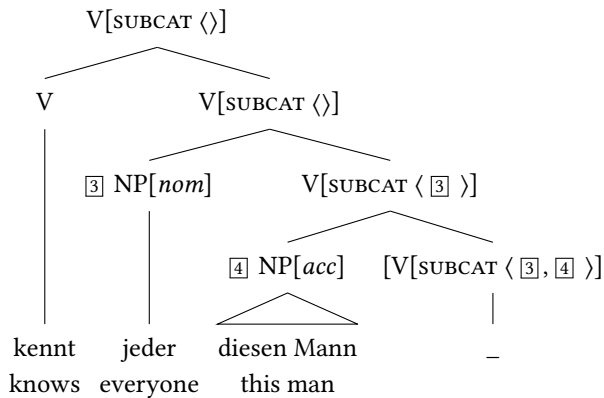 V[SUBCAT ⟨⟩]
V V[SUBCAT ⟨⟩]
3 NP[nom] V[SUBCAT ⟨ 3 ⟩]
4 NP[acc] [V[SUBCAT ⟨ 3, 4 ⟩]
kennt jeder diesen Mann _
knows everyone this man